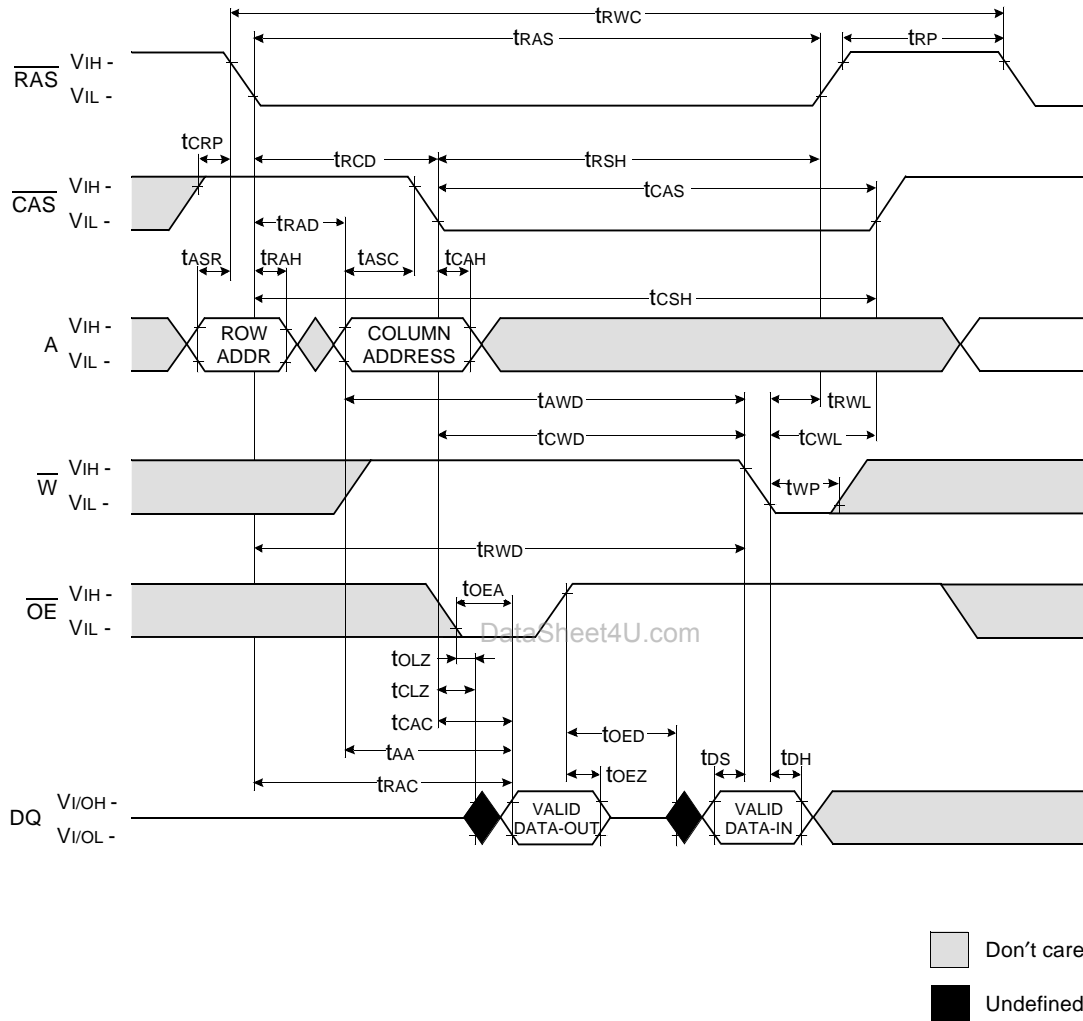 tRWC
tRAS
tRP
RAS
VIH -
VIL -
tCRP
tRCD
tRSH
CAS
VIH -
VIL -
tCAS
tRAD
tASR
tRAH
tASC
tCAH
tCSH
A
VIH -
VIL -
ROW
ADDR
COLUMN
ADDRESS
tAWD
tRWL
tCWD
tCWL
W
VIH -
VIL -
tWP
tRWD
OE
VIH -
VIL -
tOEA
DataSheet4U.com
tOLZ
tCLZ
tCAC
tOED
tAA
tDS
tDH
tRAC
tOEZ
DQ
VI/OH -
VI/OL -
VALID
DATA-OUT
VALID
DATA-IN
Don′t care
Undefined